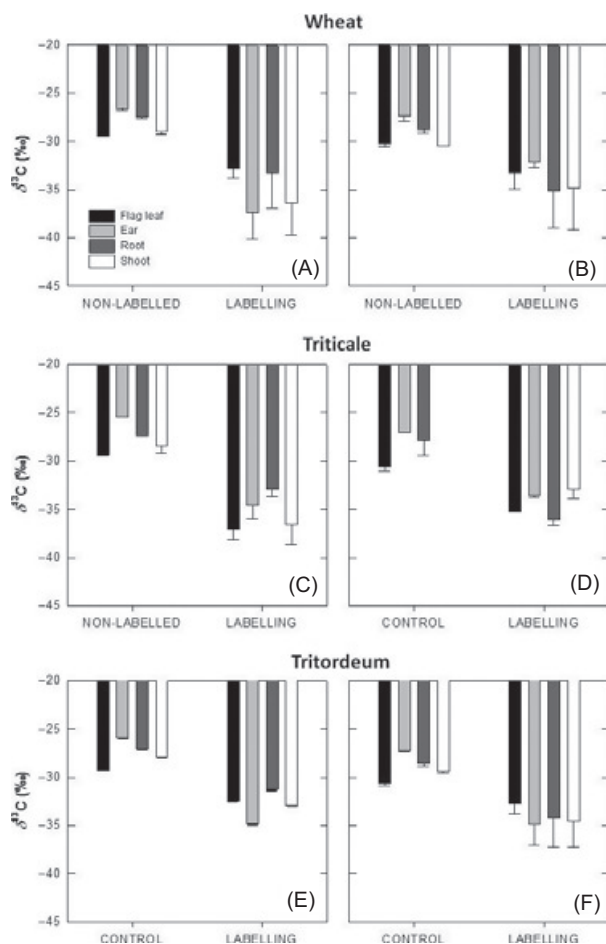 Wheat
−20
−25
−30
−35
−40
−45
δ¹³C (‰)
Flag leaf
Ear
Root
Shoot
(A)
NON-LABELLED LABELLING
−20
−25
−30
−35
−40
−45
(B)
NON-LABELLED LABELLING
Triticale
−20
−25
−30
−35
−40
−45
δ¹³C (‰)
(C)
NON-LABELLED LABELLING
−20
−25
−30
−35
−40
−45
(D)
CONTROL LABELLING
Tritordeum
−20
−25
−30
−35
−40
−45
δ¹³C (‰)
(E)
CONTROL LABELLING
−20
−25
−30
−35
−40
−45
(F)
CONTROL LABELLING